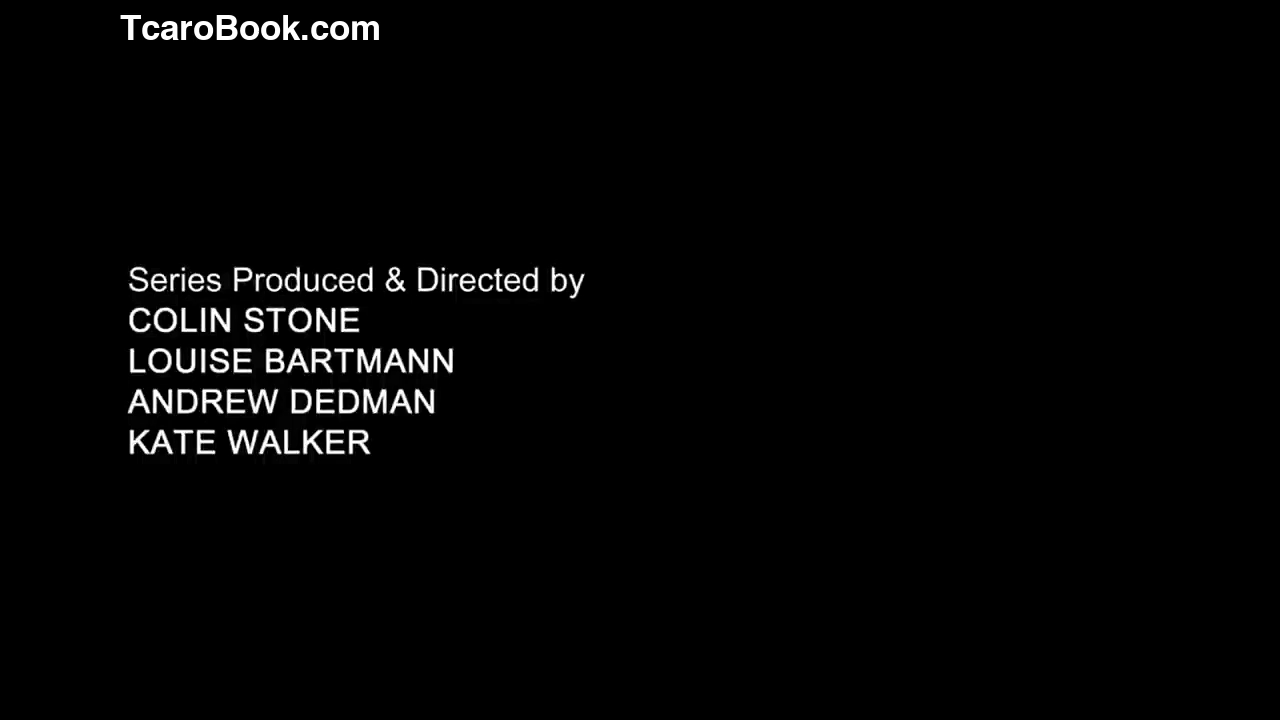 TcaroBook.com
Series Produced & Directed by
COLIN STONE
LOUISE BARTMANN
ANDREW DEDMAN
KATE WALKER